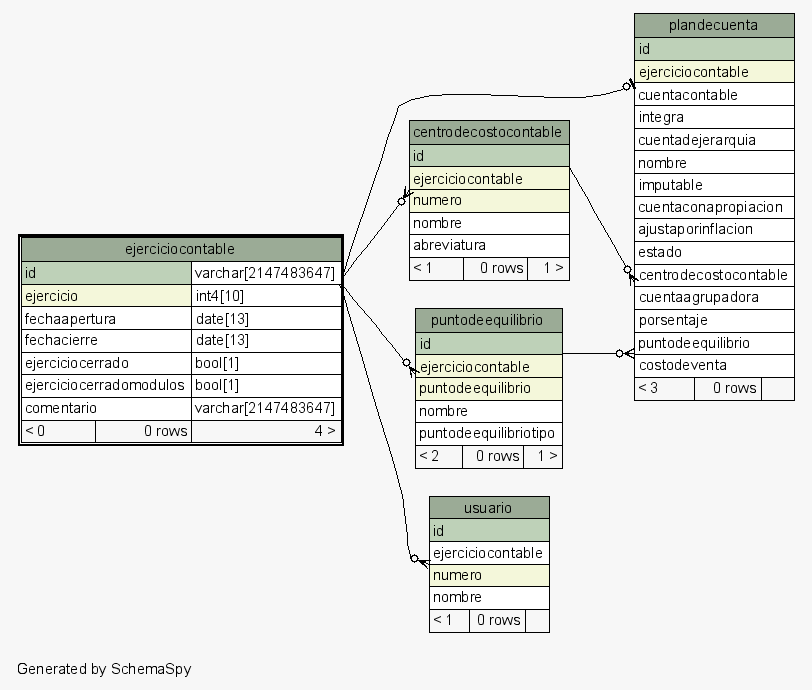 plandecuenta
id
ejerciciocontable
cuentacontable
integra
cuentadejerarquia
nombre
imputable
cuentaconapropiacion
ajustaporinflacion
estado
centrodecostocontable
cuentaagrupadora
porsentaje
puntodeequilibrio
costodeventa
< 3 0 rows
centrodecostocontable
id
ejerciciocontable
numero
nombre
abreviatura
< 1 0 rows 1 >
ejerciciocontable
id varchar[2147483647]
ejercicio int4[10]
fechaapertura date[13]
fechacierre date[13]
ejerciciocerrado bool[1]
ejerciciocerradomodulos bool[1]
comentario varchar[2147483647]
< 0 0 rows 4 >
puntodeequilibrio
id
ejerciciocontable
puntodeequilibrio
nombre
puntodeequilibriotipo
< 2 0 rows 1 >
usuario
id
ejerciciocontable
numero
nombre
< 1 0 rows
Generated by SchemaSpy